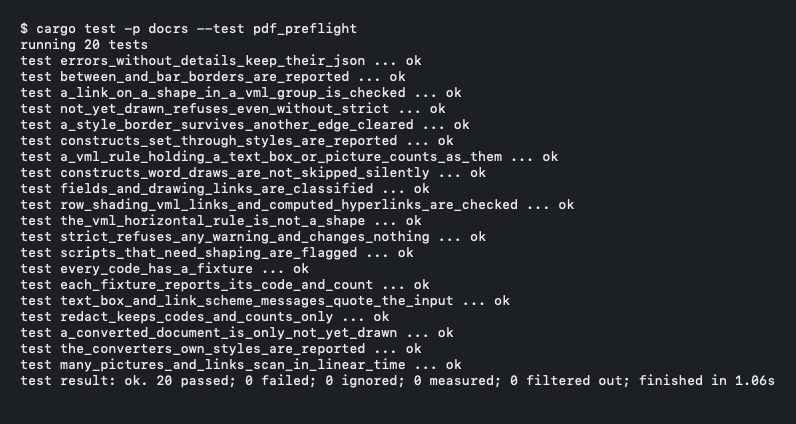 $ cargo test -p docrs --test pdf_preflight
running 20 tests
test errors_without_details_keep_their_json ... ok
test between_and_bar_borders_are_reported ... ok
test a_link_on_a_shape_in_a_vml_group_is_checked ... ok
test not_yet_drawn_refuses_even_without_strict ... ok
test a_style_border_survives_another_edge_cleared ... ok
test constructs_set_through_styles_are_reported ... ok
test a_vml_rule_holding_a_text_box_or_picture_counts_as_them ... ok
test constructs_word_draws_are_not_skipped_silently ... ok
test fields_and_drawing_links_are_classified ... ok
test row_shading_vml_links_and_computed_hyperlinks_are_checked ... ok
test the_vml_horizontal_rule_is_not_a_shape ... ok
test strict_refuses_any_warning_and_changes_nothing ... ok
test scripts_that_need_shaping_are_flagged ... ok
test every_code_has_a_fixture ... ok
test each_fixture_reports_its_code_and_count ... ok
test text_box_and_link_scheme_messages_quote_the_input ... ok
test redact_keeps_codes_and_counts_only ... ok
test a_converted_document_is_only_not_yet_drawn ... ok
test the_converters_own_styles_are_reported ... ok
test many_pictures_and_links_scan_in_linear_time ... ok
test result: ok. 20 passed; 0 failed; 0 ignored; 0 measured; 0 filtered out; finished in 1.06s